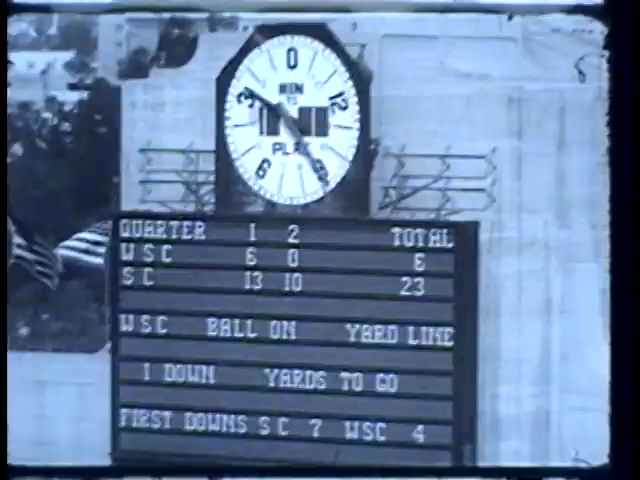 0
3 MIN 12
TO
PLAY
6 9
QUARTER 1 2 TOTAL
WSC 6 0 6
SC 13 10 23
WSC BALL ON YARD LINE
1 DOWN YARDS TO GO
FIRST DOWNS SC 7 WSC 4